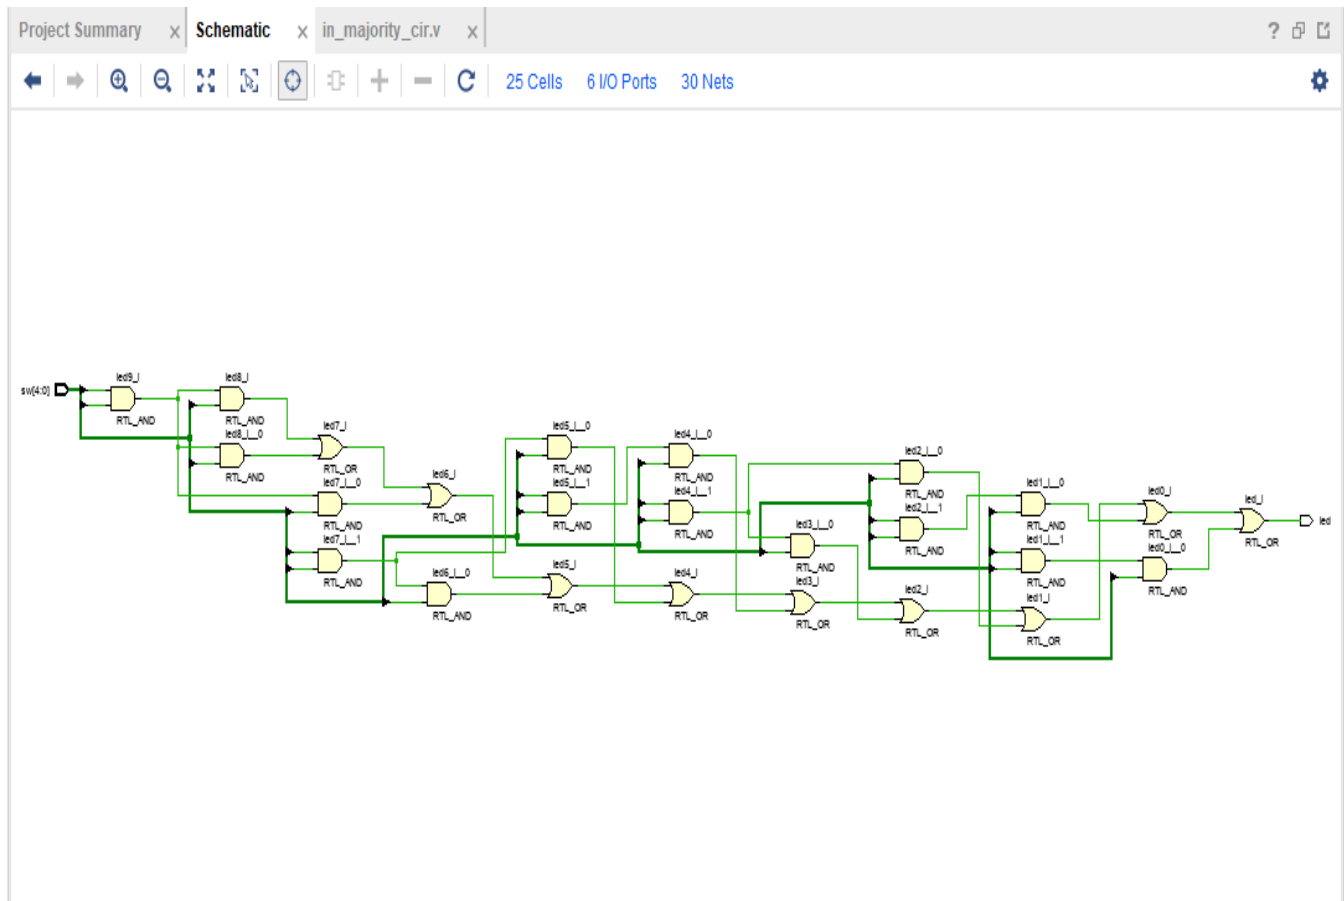 Project Summary
Schematic
in_majority_cir.v
?
25 Cells
6 I/O Ports
30 Nets
sw[4:0]
led9_i
RTL_AND
led8_i
RTL_AND
led8_i__0
RTL_AND
led7_i
RTL_OR
led7_i__0
RTL_AND
led7_i__1
RTL_AND
led6_i
RTL_OR
led6_i__0
RTL_AND
led5_i__0
RTL_AND
led5_i__1
RTL_AND
led5_i
RTL_OR
led4_i__0
RTL_AND
led4_i__1
RTL_AND
led4_i
RTL_OR
led3_i__0
RTL_AND
led3_i
RTL_OR
led2_i__0
RTL_AND
led2_i__1
RTL_AND
led2_i
RTL_OR
led1_i__0
RTL_AND
led1_i__1
RTL_AND
led1_i
RTL_OR
led0_i
RTL_OR
led0_i__0
RTL_AND
led_i
RTL_OR
led